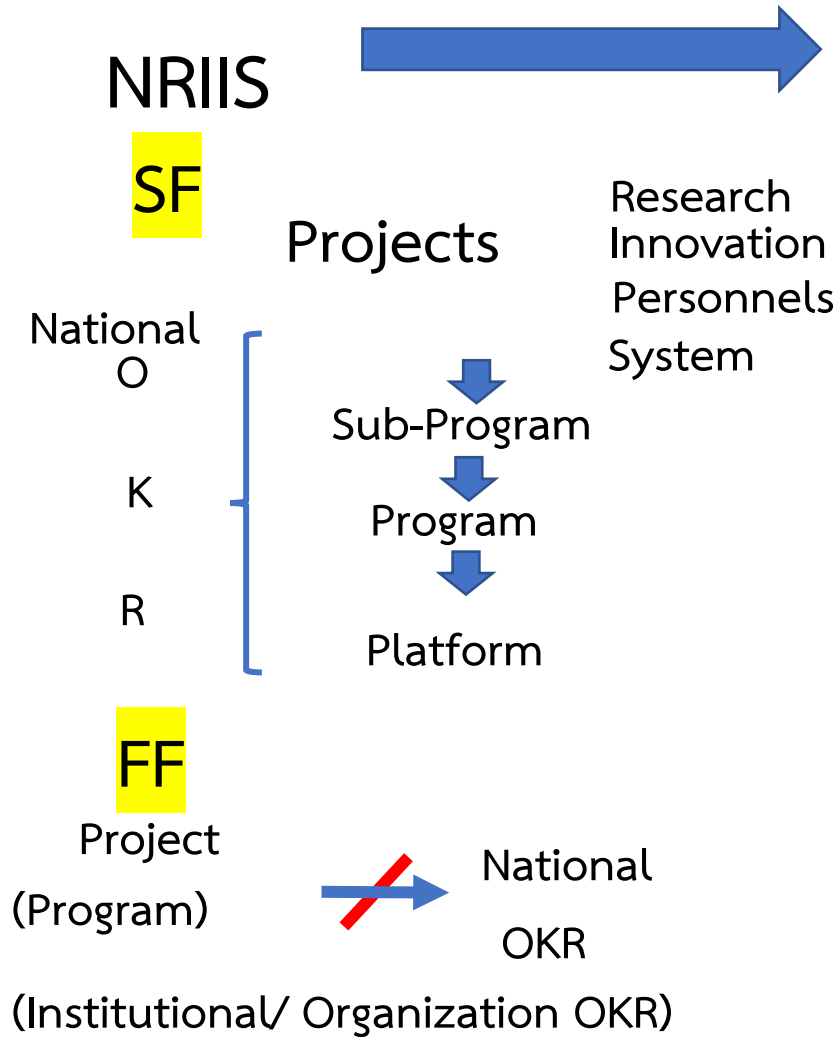 NRIIS
SF
Projects
Research
Innovation
Personnels
System
National
O
K
R
Sub-Program
Program
Platform
FF
Project
(Program)
National
OKR
(Institutional/ Organization OKR)